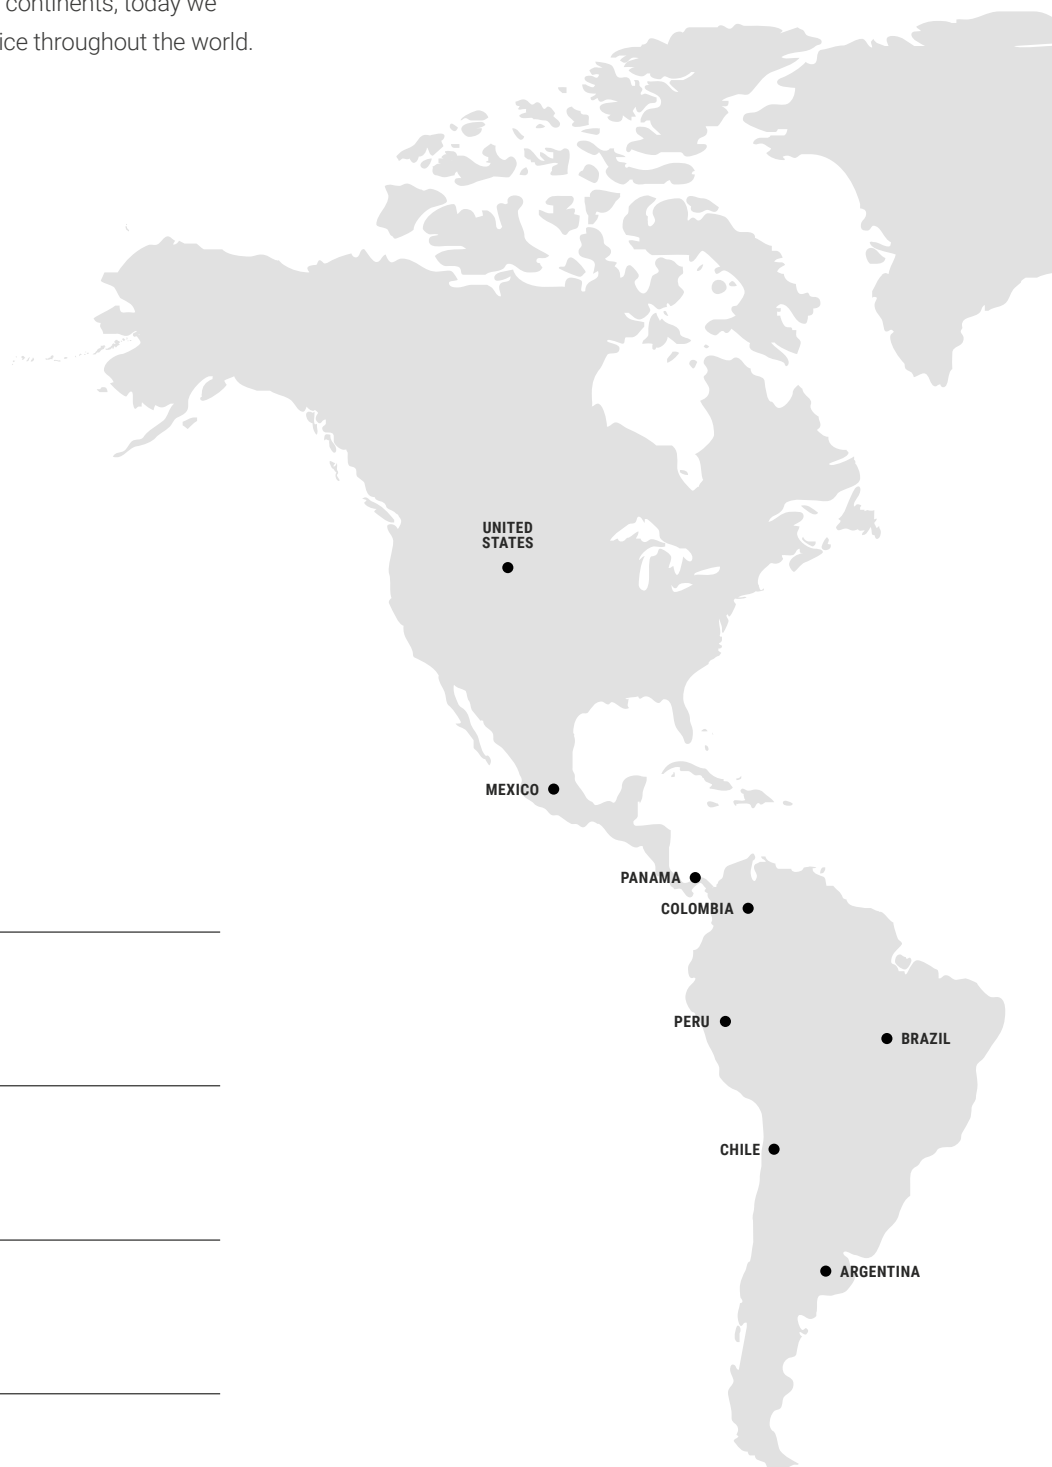 continents, today we
ice throughout the world.
UNITED
STATES
MEXICO
PANAMA
COLOMBIA
PERU
BRAZIL
CHILE
ARGENTINA